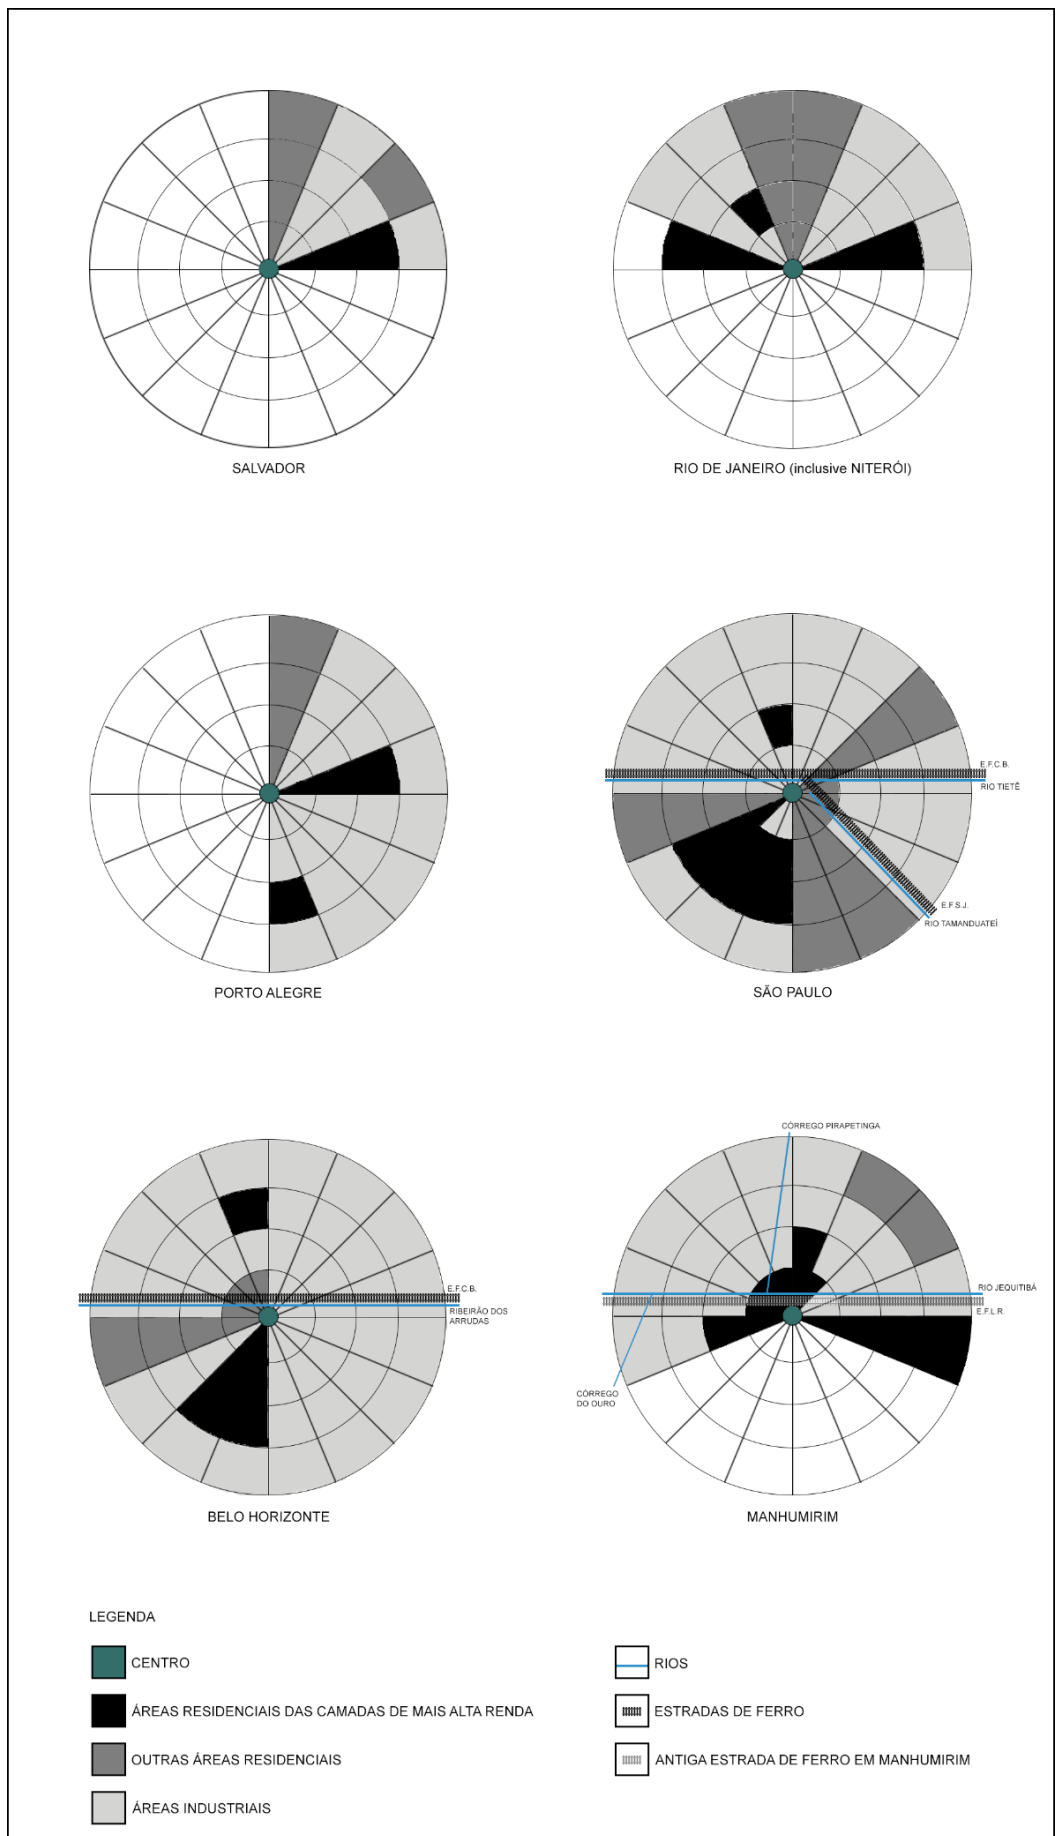 SALVADOR
RIO DE JANEIRO (inclusive NITERÓI)
PORTO ALEGRE
E.F.C.B.
RIO TIETÊ
E.F.S.J.
RIO TAMANDUATEÍ
SÃO PAULO
E.F.C.B.
RIBEIRÃO DOS
ARRUDAS
BELO HORIZONTE
CÓRREGO PIRAPETINGA
RIO JEQUITIBÁ
E.F.L.R.
CÓRREGO
DO OURO
MANHUMIRIM
LEGENDA
CENTRO
ÁREAS RESIDENCIAIS DAS CAMADAS DE MAIS ALTA RENDA
OUTRAS ÁREAS RESIDENCIAIS
ÁREAS INDUSTRIAIS
RIOS
ESTRADAS DE FERRO
ANTIGA ESTRADA DE FERRO EM MANHUMIRIM